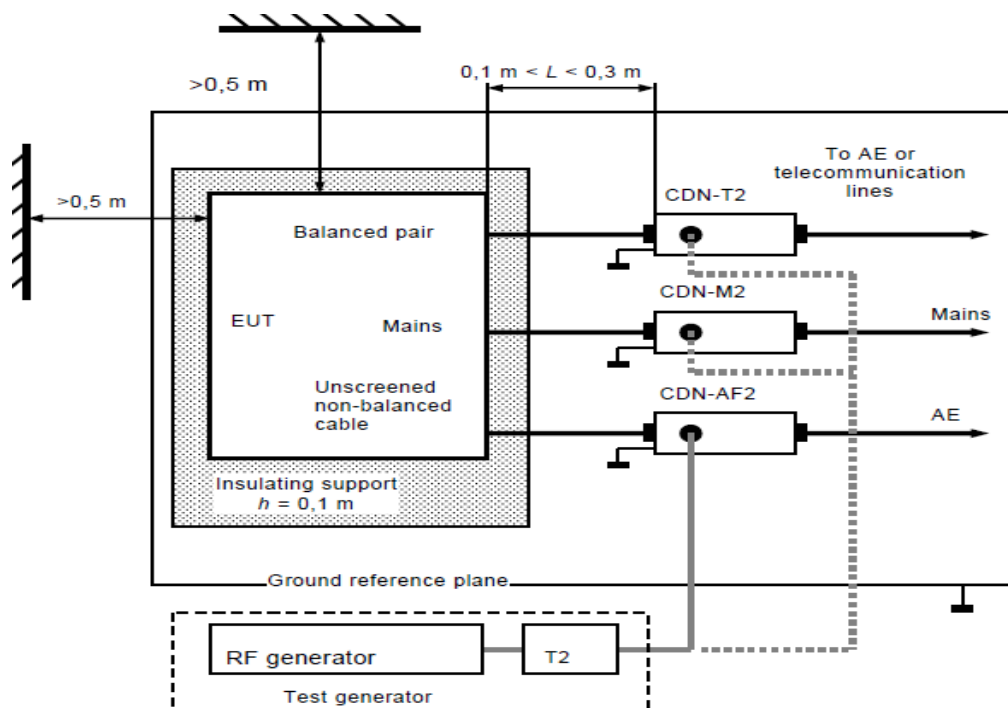 >0,5 m
0,1 m < L < 0,3 m
>0,5 m
To AE or
telecommunication
lines
CDN-T2
Balanced pair
CDN-M2
EUT
Mains
Mains
Unscreened
non-balanced
cable
CDN-AF2
AE
Insulating support
h = 0,1 m
Ground reference plane
RF generator
T2
Test generator